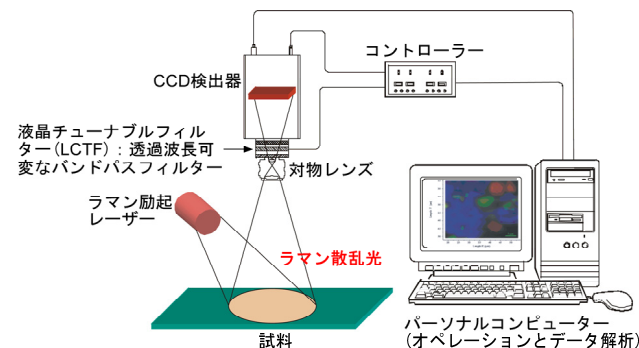 コントローラー
CCD検出器
液晶チューナブルフィル
ター(LCTF)：透過波長可
変なバンドパスフィルター
対物レンズ
ラマン励起
レーザー
ラマン散乱光
試料
パーソナルコンピューター
(オペレーションとデータ解析)